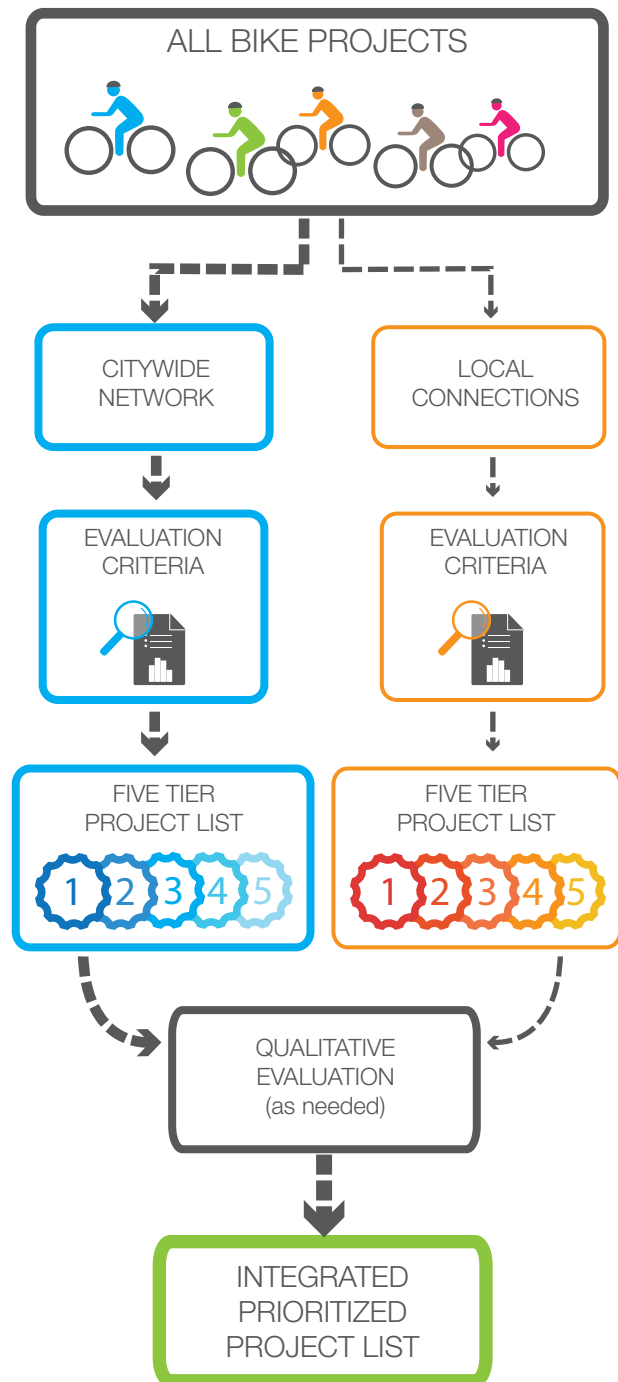 ALL BIKE PROJECTS
CITYWIDE
NETWORK
LOCAL
CONNECTIONS
EVALUATION
CRITERIA
EVALUATION
CRITERIA
FIVE TIER
PROJECT LIST
1 2 3 4 5
FIVE TIER
PROJECT LIST
1 2 3 4 5
QUALITATIVE
EVALUATION
(as needed)
INTEGRATED
PRIORITIZED
PROJECT LIST